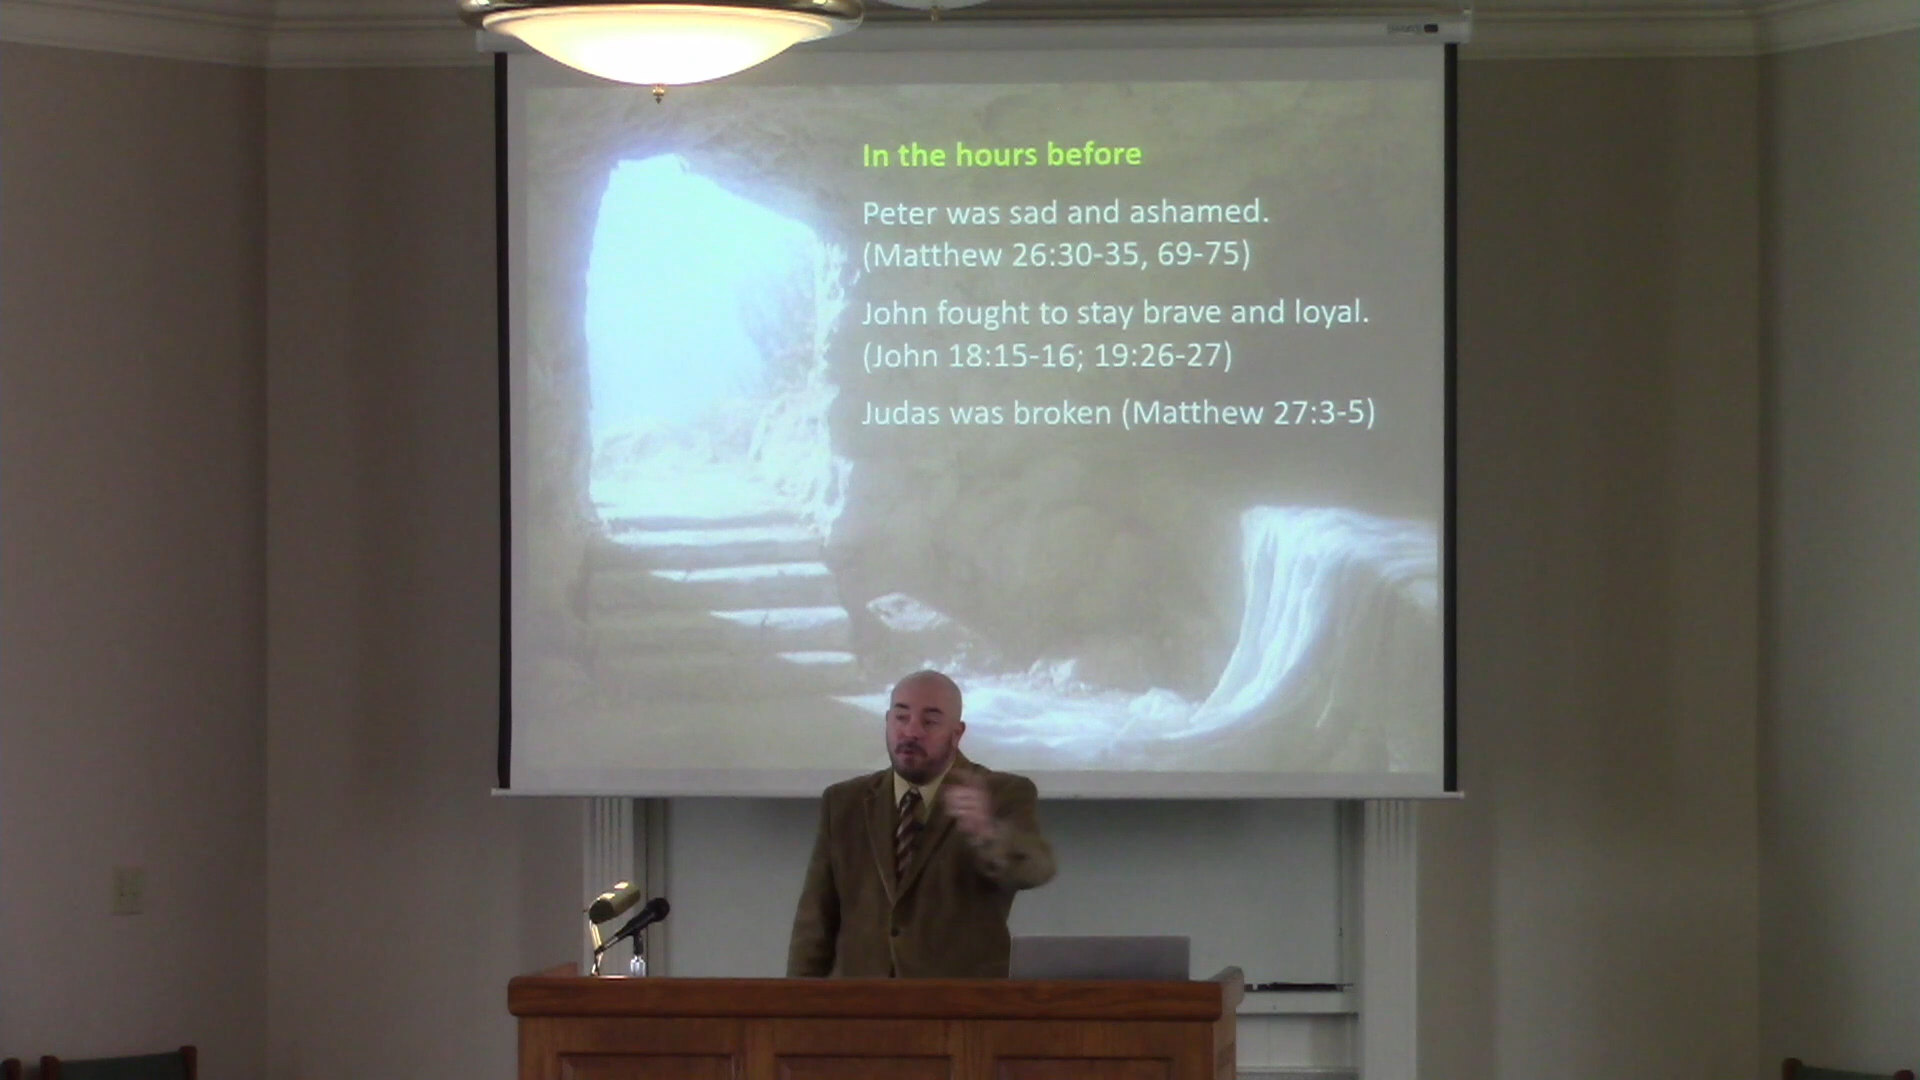 In the hours before
Peter was sad and ashamed.
(Matthew 26:30-35, 69-75)
John fought to stay brave and loyal.
(John 18:15-16; 19:26-27)
Judas was broken (Matthew 27:3-5)